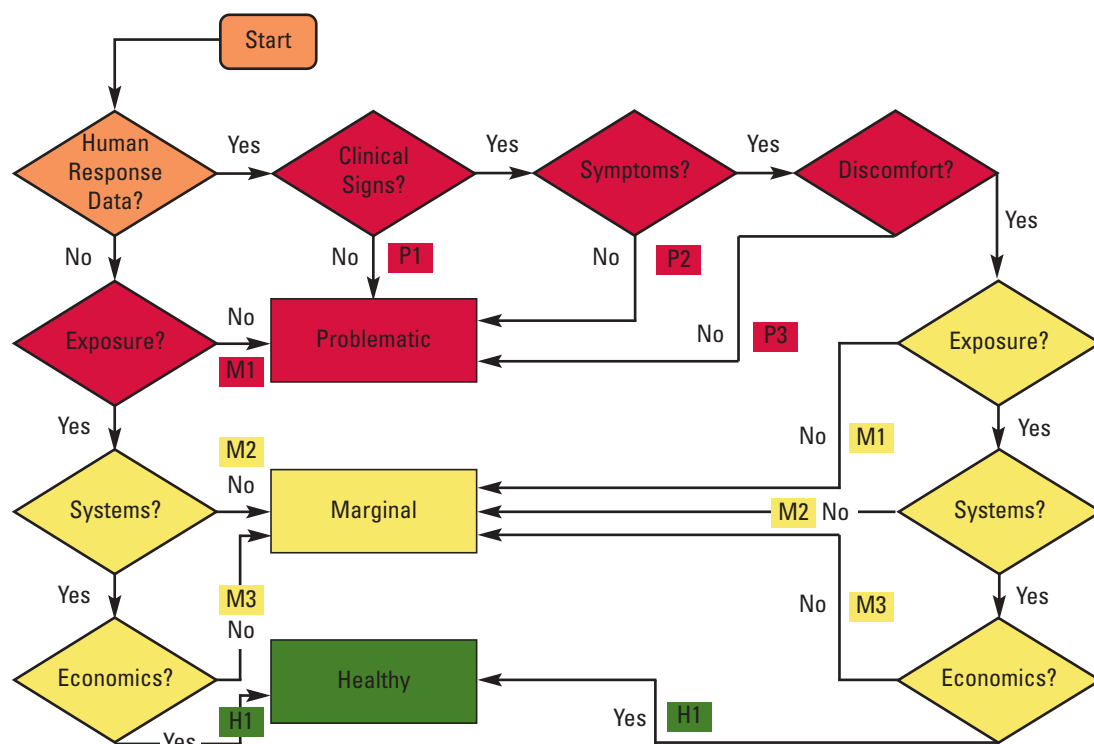 Start
Human
Response
Data?
Yes
Clinical
Signs?
Yes
Symptoms?
Yes
Discomfort?
Yes
No
No
P1
No
P2
No
P3
Exposure?
No
M1
Problematic
Exposure?
Yes
M2
No
No
M1
Yes
Systems?
Marginal
M2
No
Systems?
Yes
M3
No
No
M3
Yes
Economics?
Healthy
Economics?
H1
Yes
Yes
H1